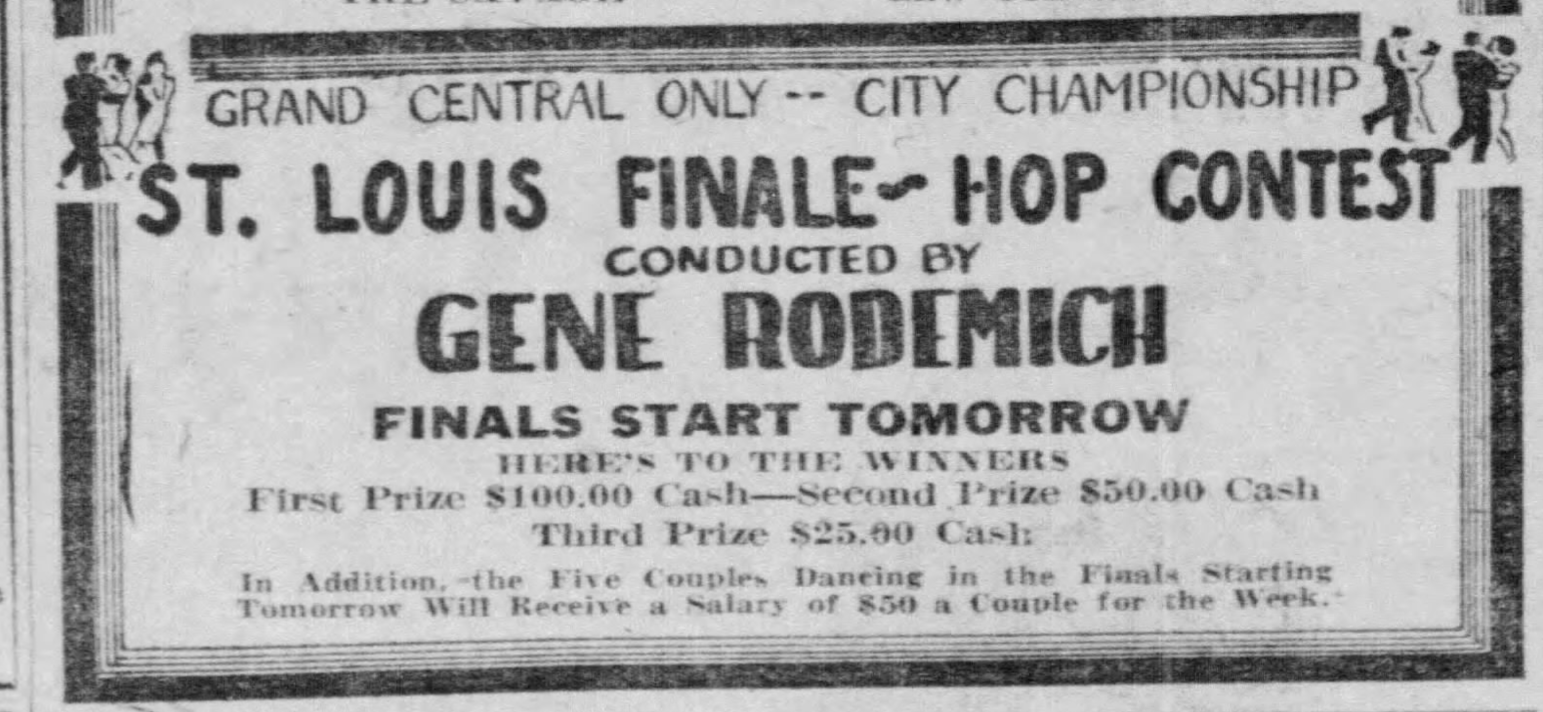 GRAND CENTRAL ONLY -- CITY CHAMPIONSHIP
ST. LOUIS FINALE~HOP CONTEST
CONDUCTED BY
GENE RODEMICH
FINALS START TOMORROW
HERE'S TO THE WINNERS
First Prize $100.00 Cash—Second Prize $50.00 Cash
Third Prize $25.00 Cash
In Addition, the Five Couples Dancing in the Finals Starting
Tomorrow Will Receive a Salary of $50 a Couple for the Week.